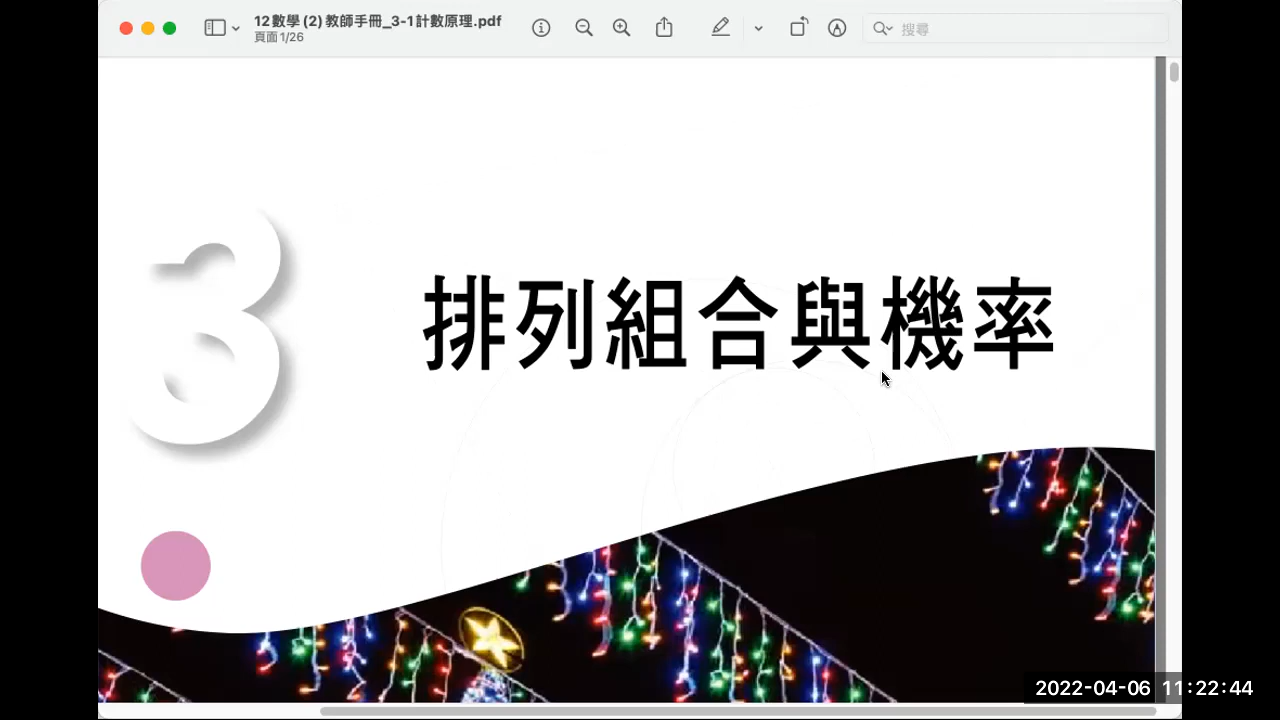 12數學(2)教師手冊_3-1計數原理.pdf
頁面 1/26
搜尋
3
排列組合與機率
2022-04-06 11:22:44